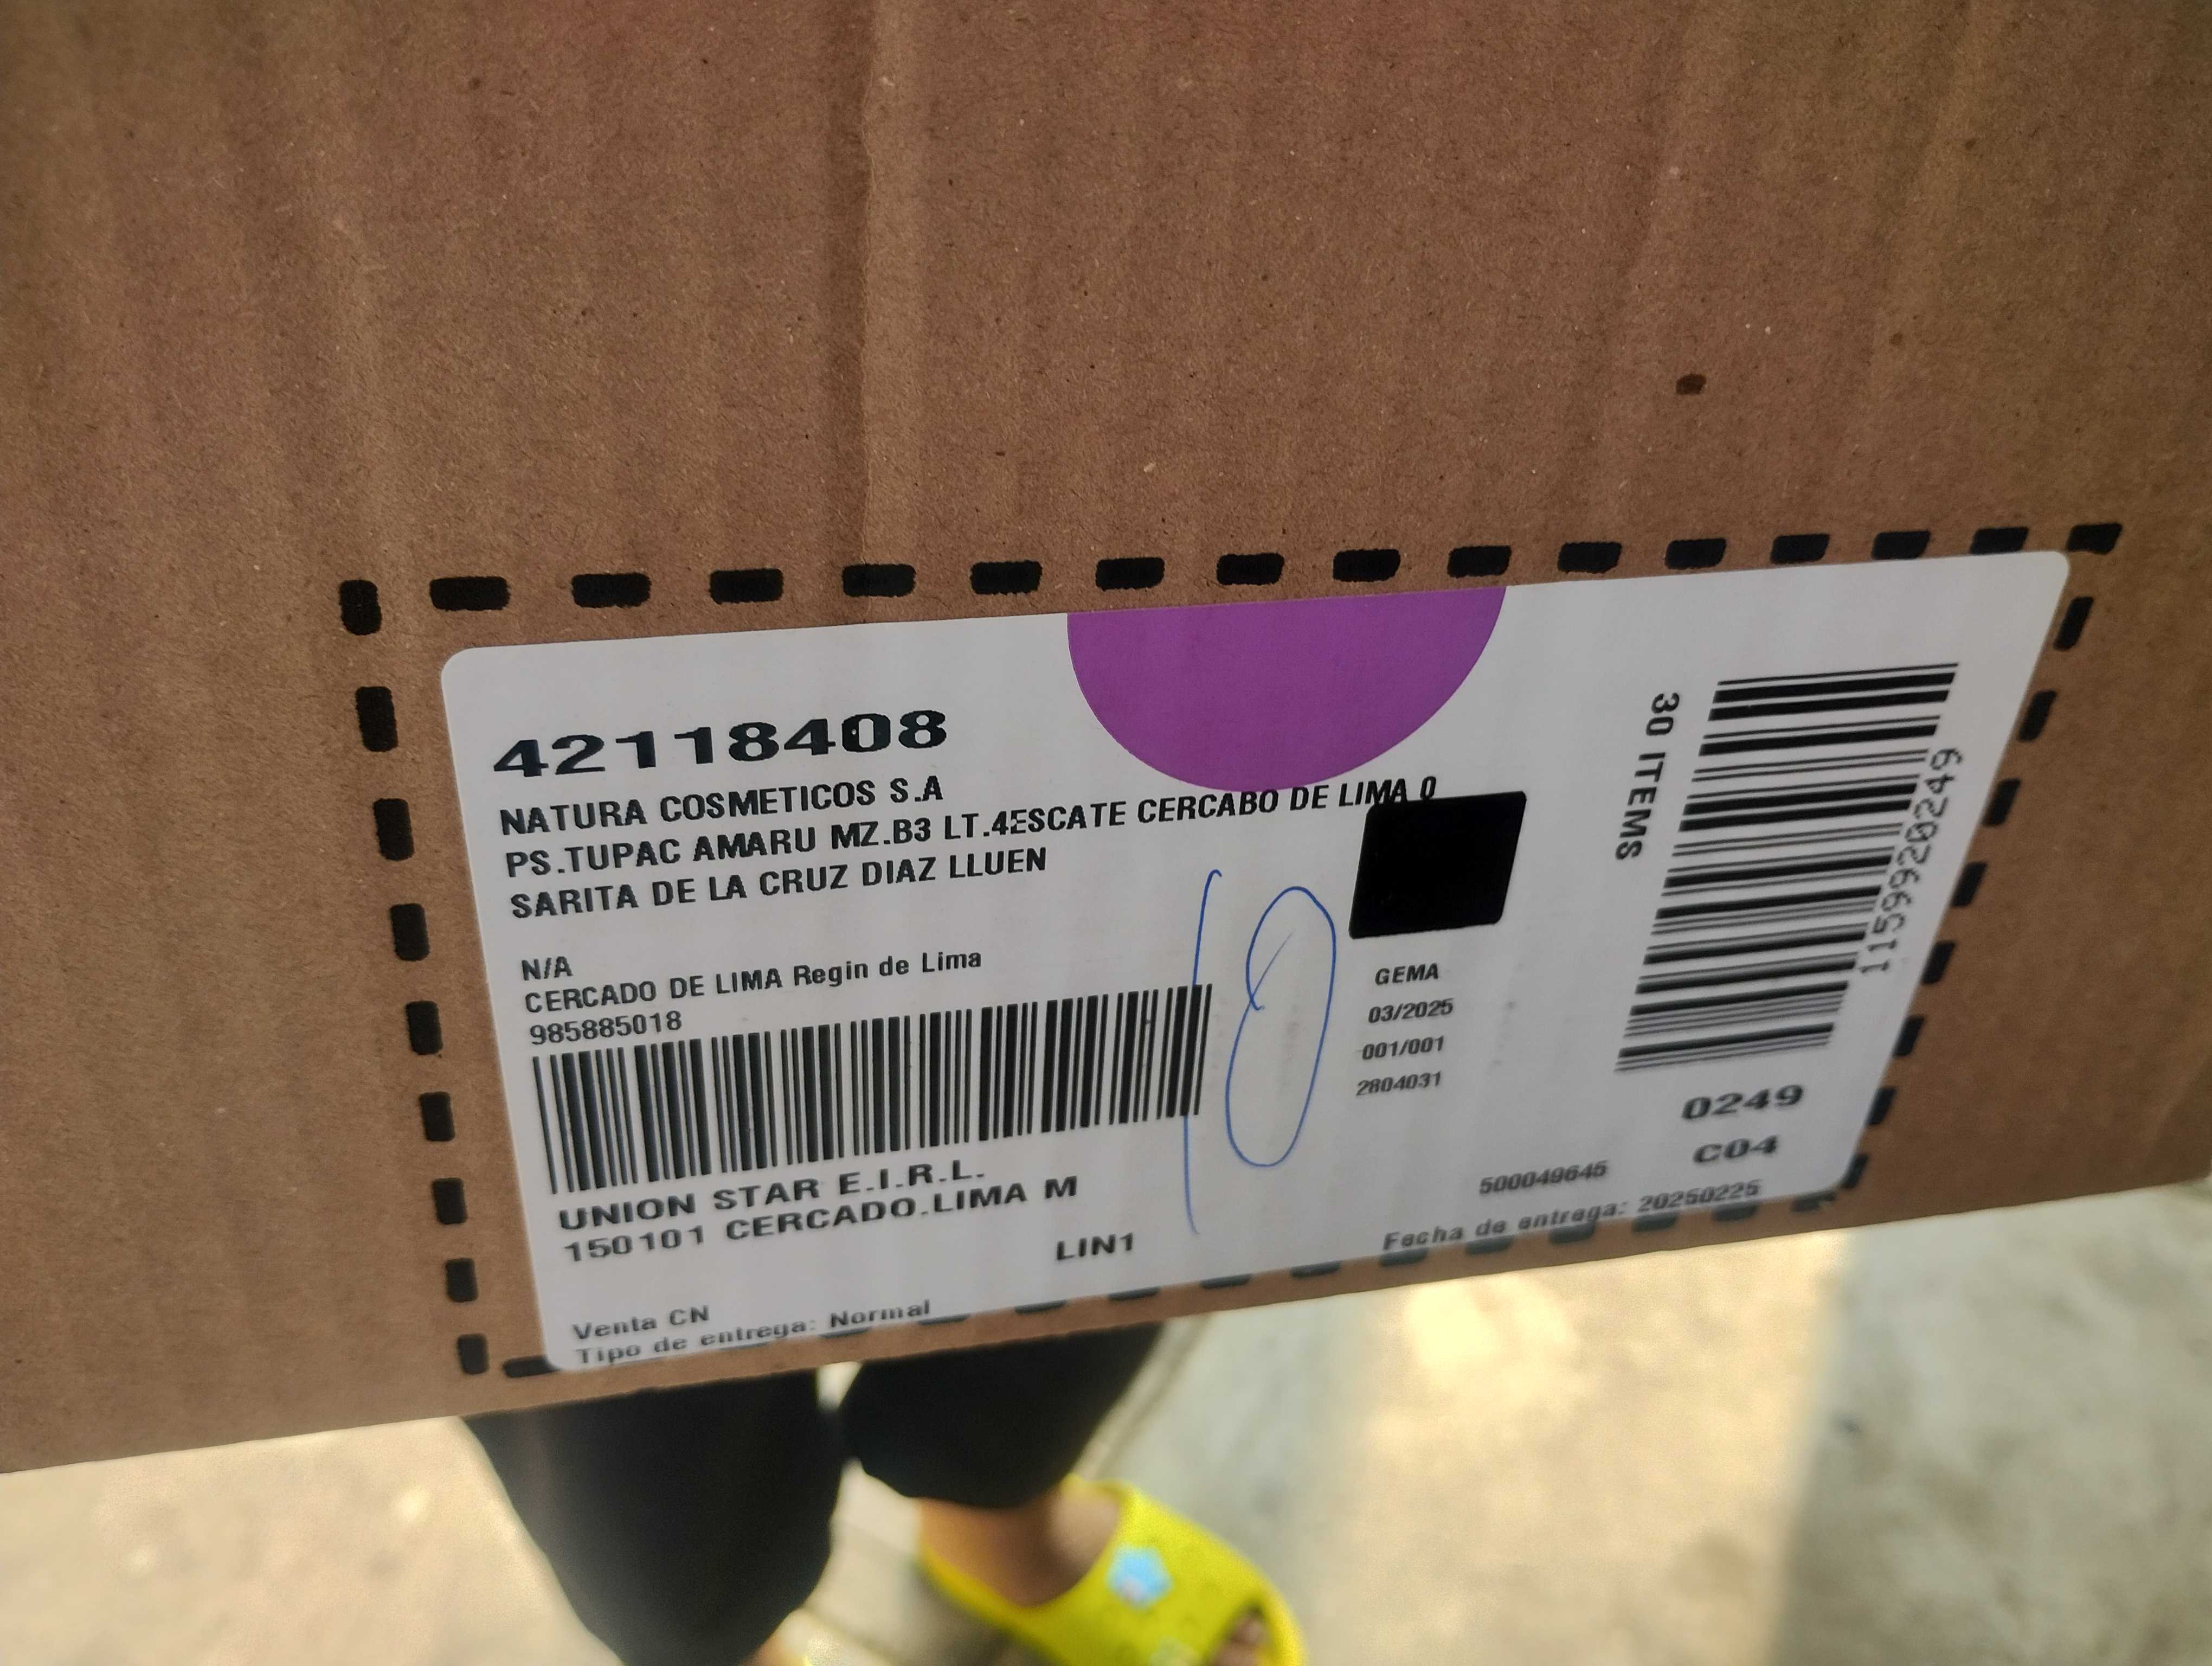 42118408
NATURA COSMETICOS S.A
PS.TUPAC AMARU MZ.B3 LT.4ESCATE CERCABO DE LIMA 0
SARITA DE LA CRUZ DIAZ LLUEN
N/A
CERCADO DE LIMA Regin de Lima
985885018
UNION STAR E.I.R.L.
150101 CERCADO.LIMA M
LIN1
Venta CN
Tipo de entrega: Normal
10
GEMA
03/2025
001/001
2804031
30 ITEMS
1156920249
0249
C04
500049645
Fecha de entrega: 20250225